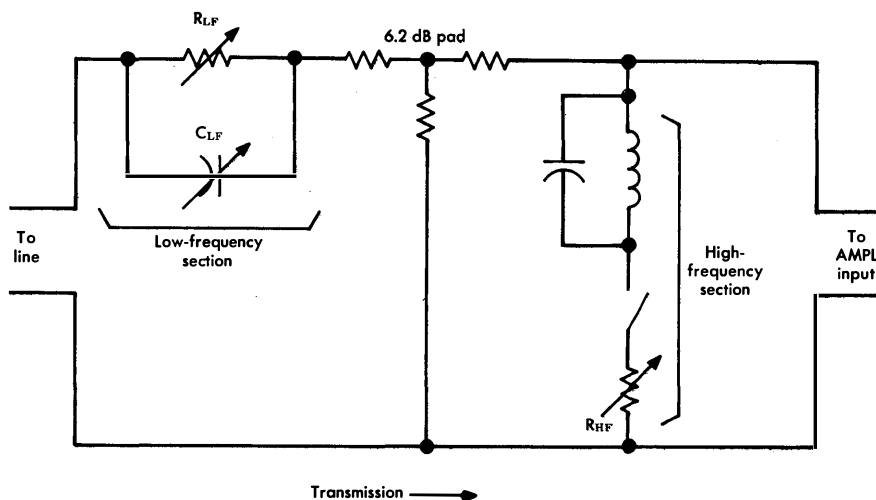 RLF
6.2 dB pad
CLF
To
line
Low-frequency
section
High-
frequency
section
To
AMPL
input
RHF
Transmission